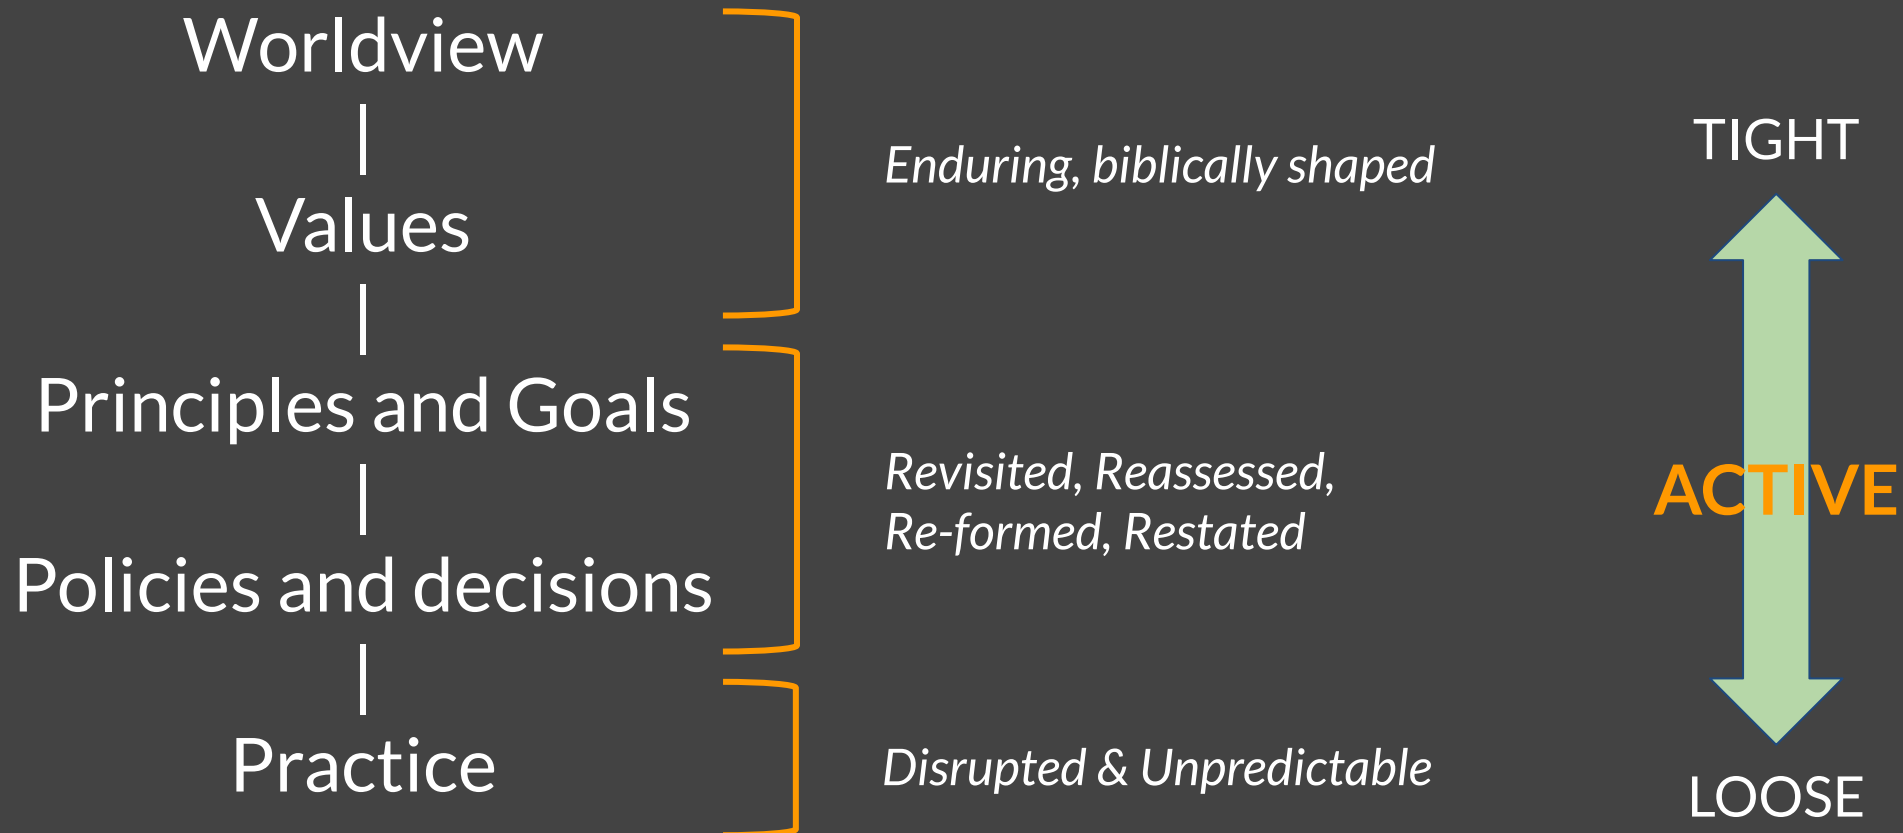 Worldview
Values
Principles and Goals
Policies and decisions
Practice
Enduring, biblically shaped
Revisited, Reassessed,
Re-formed, Restated
Disrupted & Unpredictable
TIGHT
ACTIVE
LOOSE